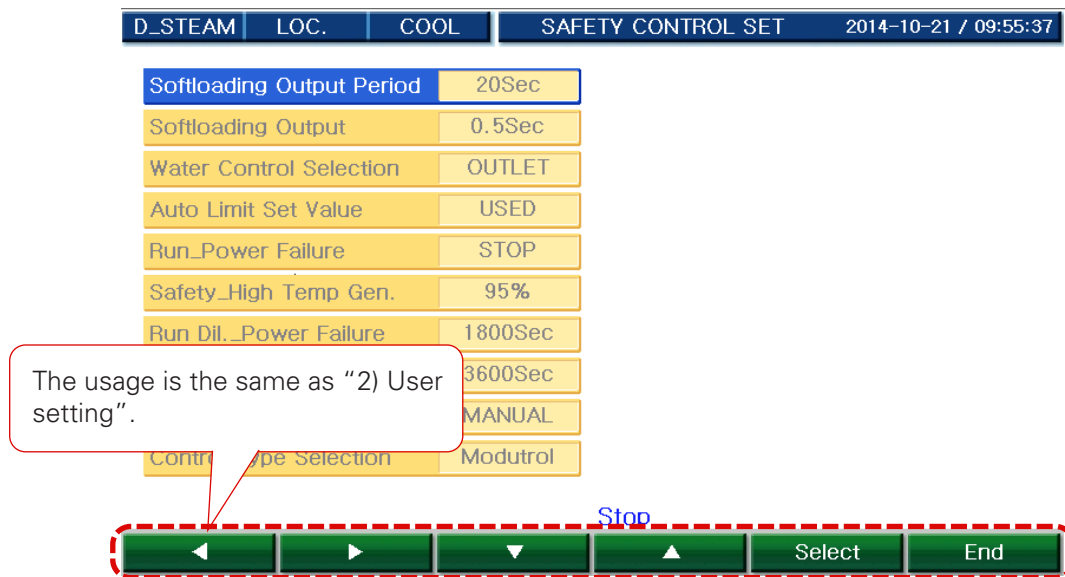 D_STEAM LOC. COOL SAFETY CONTROL SET 2014-10-21 / 09:55:37
Softloading Output Period 20Sec
Softloading Output 0.5Sec
Water Control Selection OUTLET
Auto Limit Set Value USED
Run_Power Failure STOP
Safety_High Temp Gen. 95%
Run Dil._Power Failure 1800Sec
3600Sec
MANUAL
The usage is the same as “2) User
setting”.
Selection Modutrol
Stop
◀ ▶ ▼ ▲ Select End